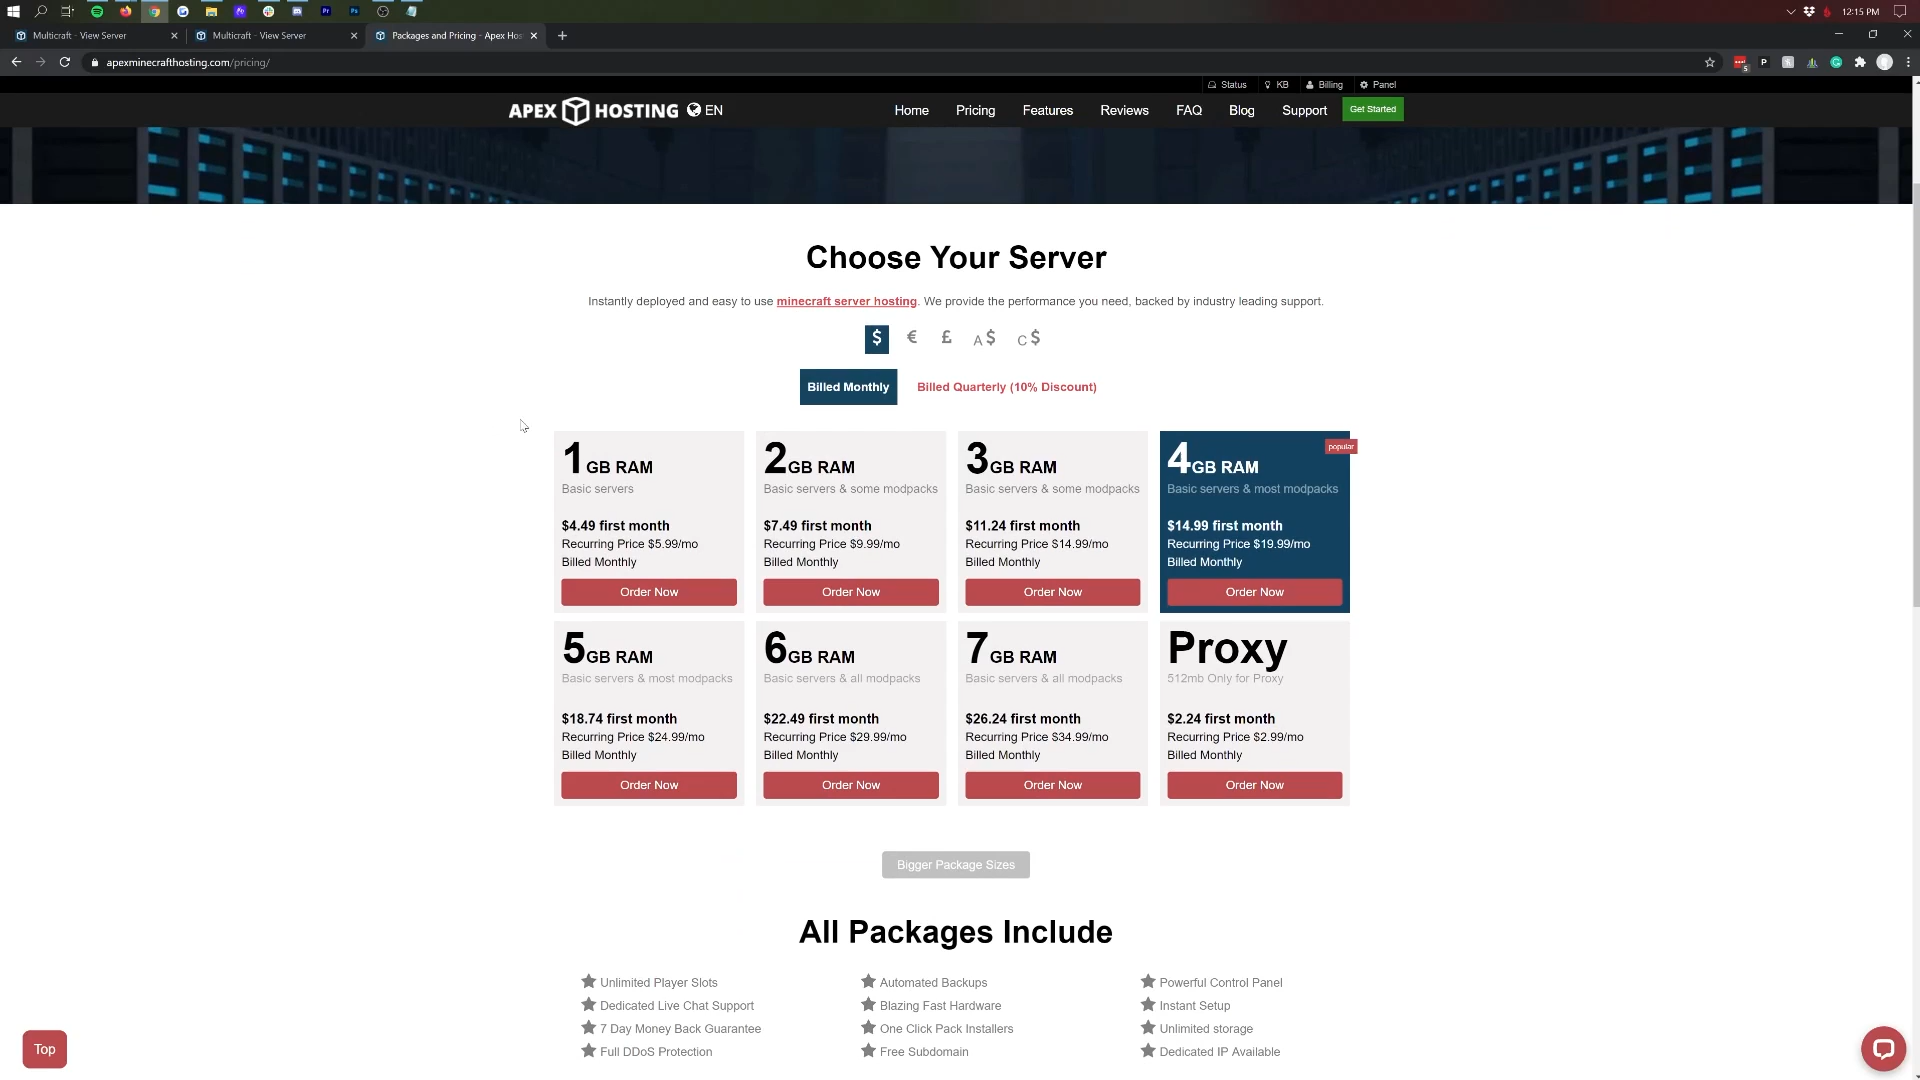 12:15 PM
Multicraft - View Server
Multicraft - View Server
Packages and Pricing - Apex Hos
apexminecrafthosting.com/pricing/
Status
KB
Billing
Panel
APEX HOSTING
EN
Home
Pricing
Features
Reviews
FAQ
Blog
Support
Get Started
Choose Your Server
Instantly deployed and easy to use minecraft server hosting. We provide the performance you need, backed by industry leading support.
$ € £ A$ C$
Billed Monthly
Billed Quarterly (10% Discount)
1 GB RAM
Basic servers
$4.49 first month
Recurring Price $5.99/mo
Billed Monthly
Order Now
2 GB RAM
Basic servers & some modpacks
$7.49 first month
Recurring Price $9.99/mo
Billed Monthly
Order Now
3 GB RAM
Basic servers & some modpacks
$11.24 first month
Recurring Price $14.99/mo
Billed Monthly
Order Now
popular
4 GB RAM
Basic servers & most modpacks
$14.99 first month
Recurring Price $19.99/mo
Billed Monthly
Order Now
5 GB RAM
Basic servers & most modpacks
$18.74 first month
Recurring Price $24.99/mo
Billed Monthly
Order Now
6 GB RAM
Basic servers & all modpacks
$22.49 first month
Recurring Price $29.99/mo
Billed Monthly
Order Now
7 GB RAM
Basic servers & all modpacks
$26.24 first month
Recurring Price $34.99/mo
Billed Monthly
Order Now
Proxy
512mb Only for Proxy
$2.24 first month
Recurring Price $2.99/mo
Billed Monthly
Order Now
Bigger Package Sizes
All Packages Include
Unlimited Player Slots
Dedicated Live Chat Support
7 Day Money Back Guarantee
Full DDoS Protection
Automated Backups
Blazing Fast Hardware
One Click Pack Installers
Free Subdomain
Powerful Control Panel
Instant Setup
Unlimited storage
Dedicated IP Available
Top